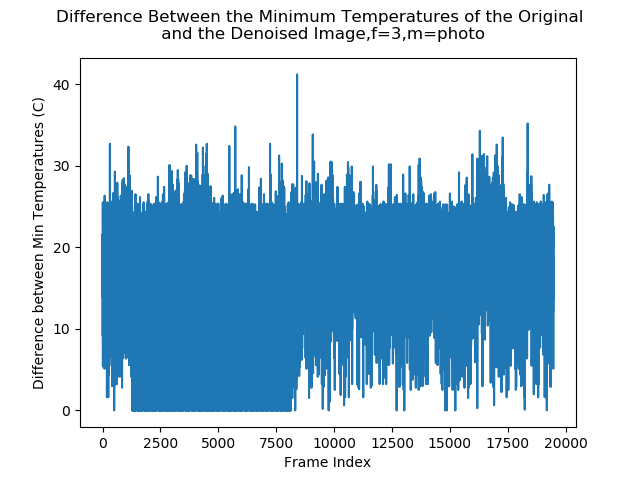 Difference Between the Minimum Temperatures of the Original
and the Denoised Image,f=3,m=photo
Difference between Min Temperatures (C)
40
30
20
10
0
0 2500 5000 7500 10000 12500 15000 17500 20000
Frame Index